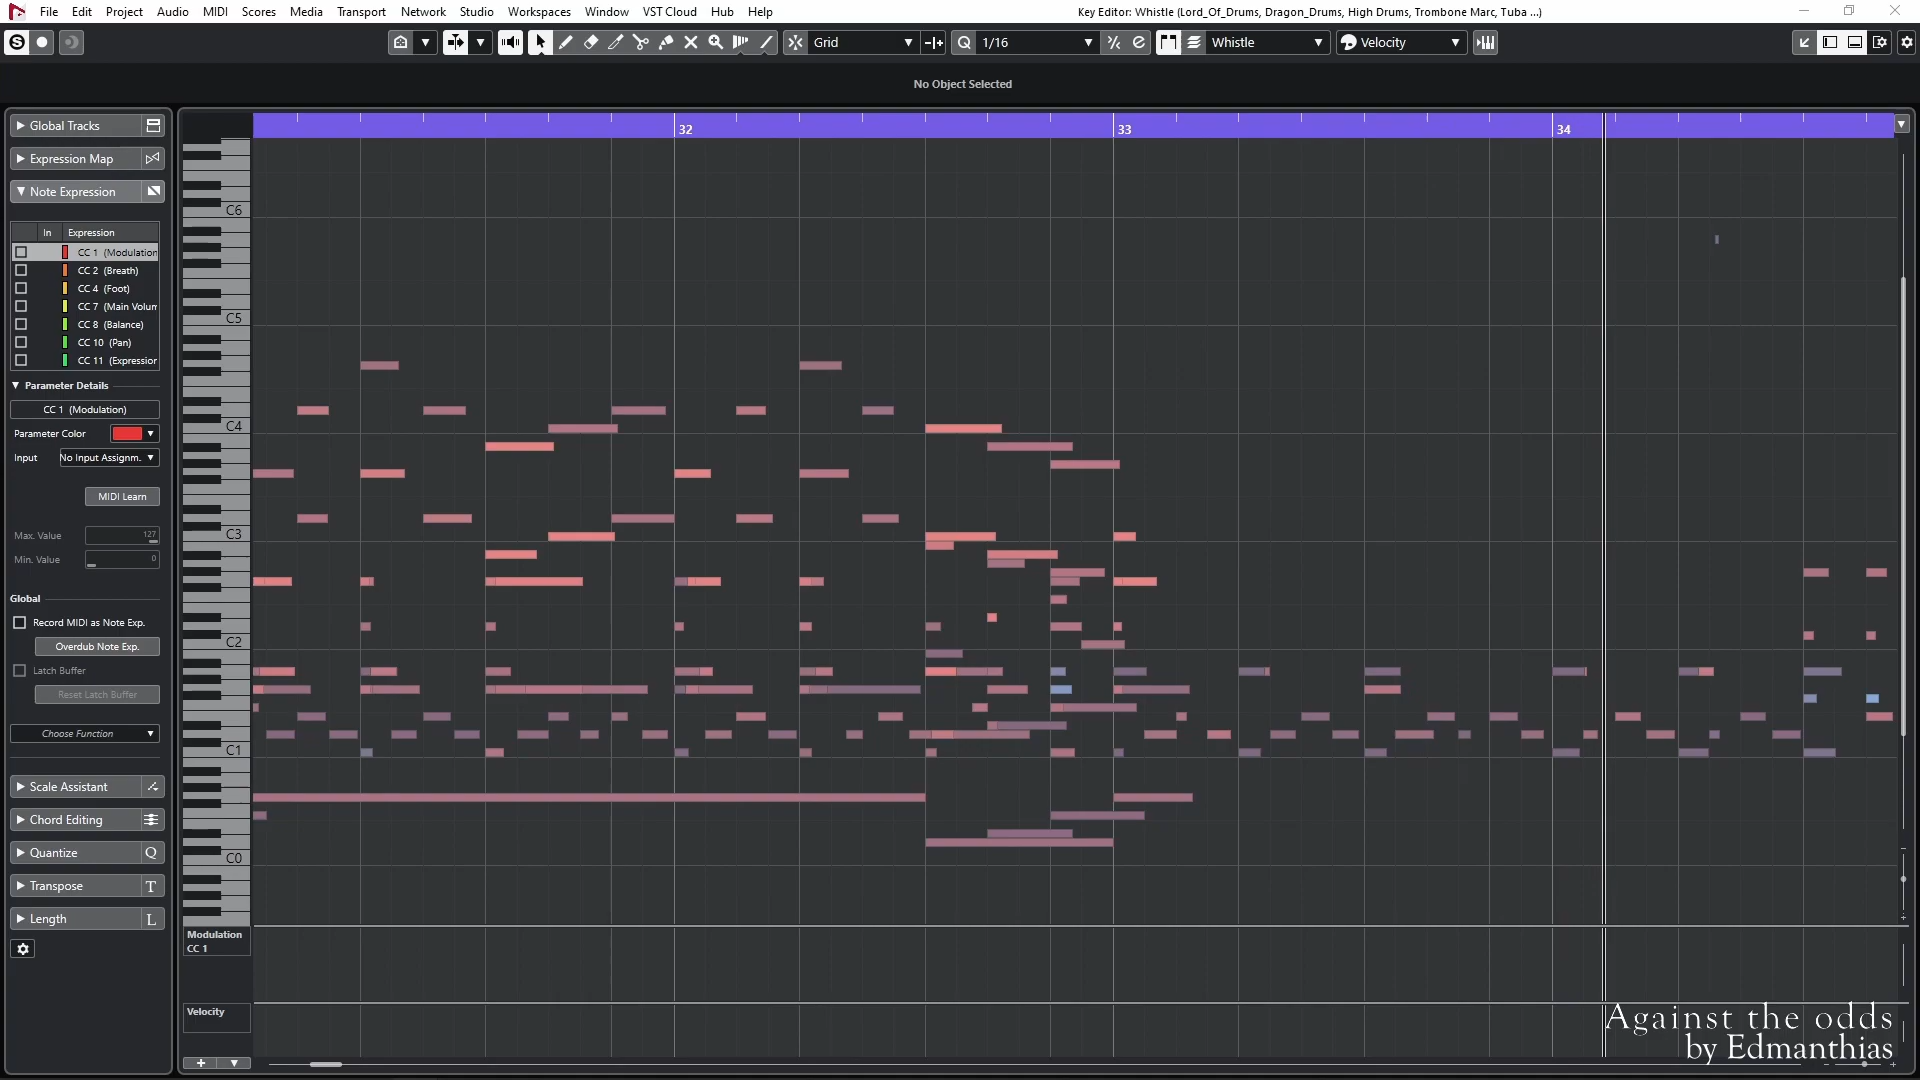 File Edit Project Audio MIDI Scores Media Transport Network Studio Workspaces Window VST Cloud Hub Help
Key Editor: Whistle (Lord_Of_Drums, Dragon_Drums, High Drums, Trombone Marc, Tuba ...)
Grid 1/16 Whistle Velocity
No Object Selected
Global Tracks
Expression Map
Note Expression
In Expression
CC 1 (Modulation
CC 2 (Breath)
CC 4 (Foot)
CC 7 (Main Volum
CC 8 (Balance)
CC 10 (Pan)
CC 11 (Expression
Parameter Details
CC 1 (Modulation)
Parameter Color
Input No Input Assignm.
MIDI Learn
Max. Value 127
Min. Value 0
Global
Record MIDI as Note Exp.
Overdub Note Exp.
Latch Buffer
Reset Latch Buffer
Choose Function
Scale Assistant
Chord Editing
Quantize Q
Transpose T
Length L
32 33 34
C6
C5
C4
C3
C2
C1
C0
Modulation
CC 1
Velocity
Against the odds
by Edmanthias